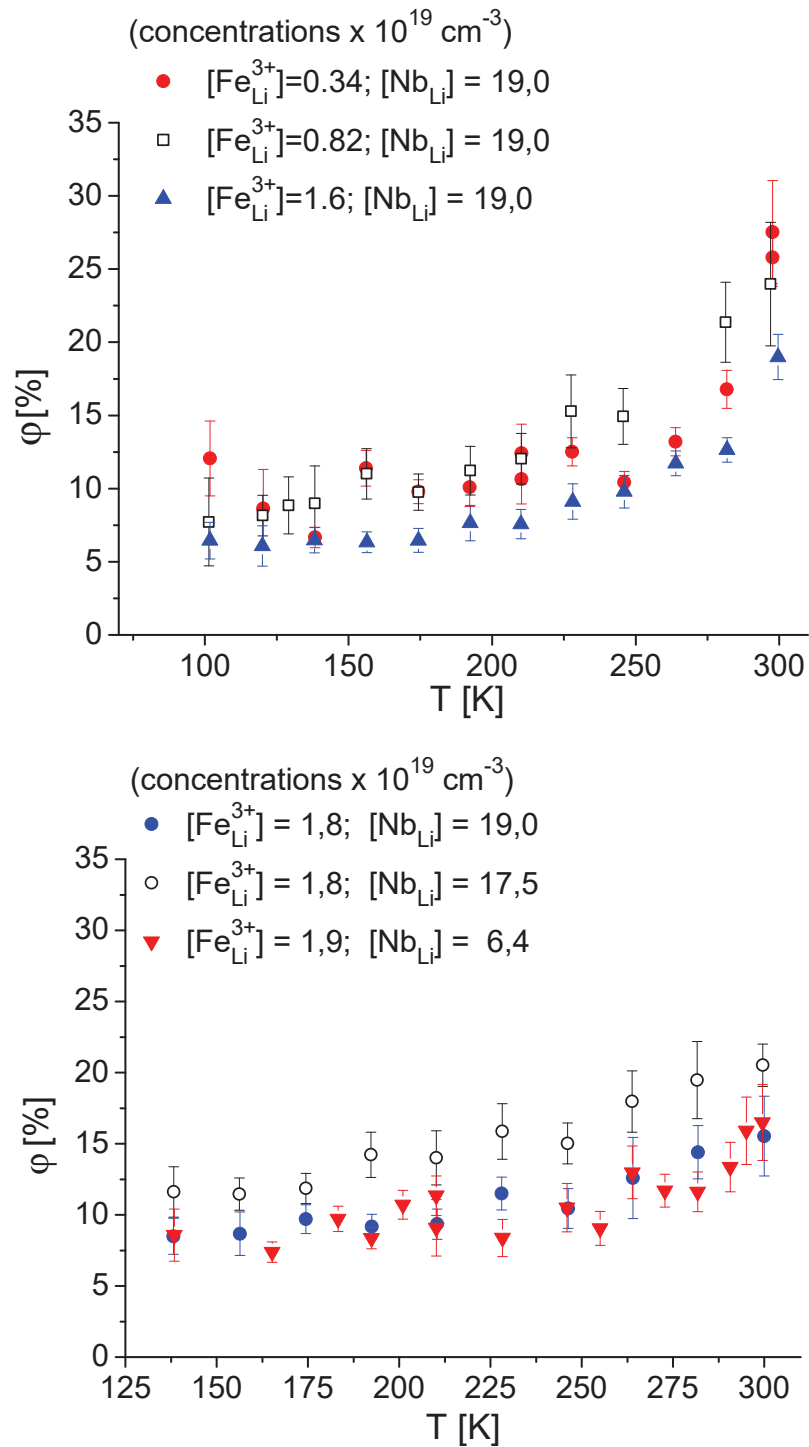 (concentrations x 10^19 cm^-3)
[Fe^3+_Li]=0.34; [Nb_Li] = 19,0
[Fe^3+_Li]=0.82; [Nb_Li] = 19,0
[Fe^3+_Li]=1.6; [Nb_Li] = 19,0
35
30
25
20
15
10
5
0
φ [%]
100 150 200 250 300
T [K]
(concentrations x 10^19 cm^-3)
[Fe^3+_Li] = 1,8; [Nb_Li] = 19,0
[Fe^3+_Li] = 1,8; [Nb_Li] = 17,5
[Fe^3+_Li] = 1,9; [Nb_Li] = 6,4
35
30
25
20
15
10
5
0
φ [%]
125 150 175 200 225 250 275 300
T [K]